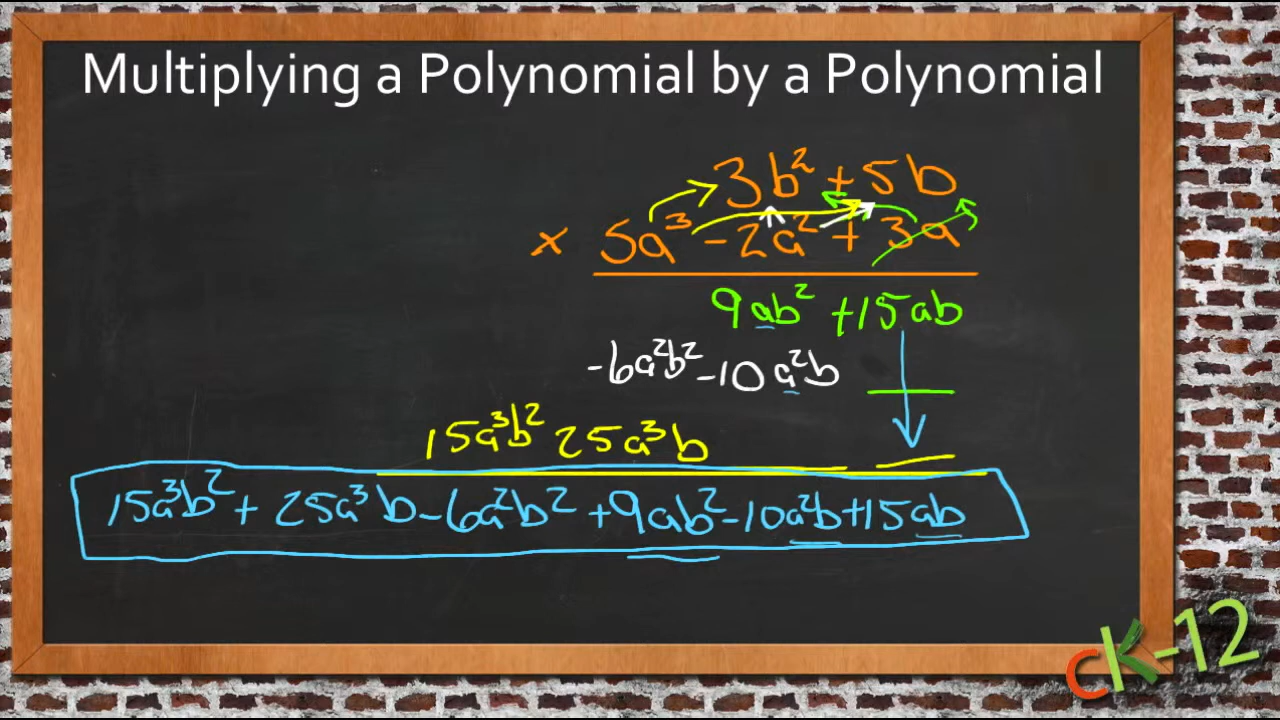 Multiplying a Polynomial by a Polynomial
3b² + 5b
× 5a³ - 2a² + 3a
9ab² + 15ab
-6a²b² - 10a²b
15a³b² 25a³b
15a³b² + 25a³b - 6a²b² + 9ab² - 10a²b + 15ab
cK-12